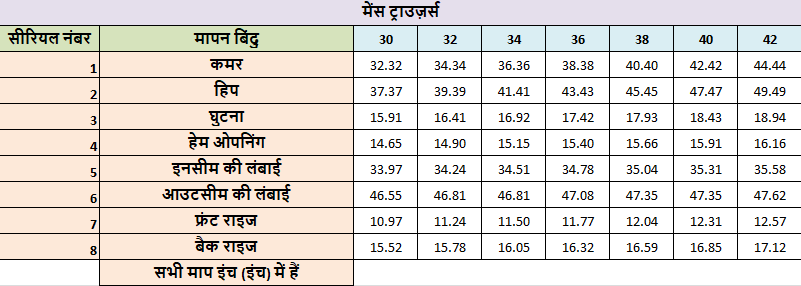 मेंस ट्राउज़र्स
सीरियल नंबर मापन बिंदु 30 32 34 36 38 40 42
1 कमर 32.32 34.34 36.36 38.38 40.40 42.42 44.44
2 हिप 37.37 39.39 41.41 43.43 45.45 47.47 49.49
3 घुटना 15.91 16.41 16.92 17.42 17.93 18.43 18.94
4 हेम ओपनिंग 14.65 14.90 15.15 15.40 15.66 15.91 16.16
5 इनसीम की लंबाई 33.97 34.24 34.51 34.78 35.04 35.31 35.58
6 आउटसीम की लंबाई 46.55 46.81 46.81 47.08 47.35 47.35 47.62
7 फ्रंट राइज 10.97 11.24 11.50 11.77 12.04 12.31 12.57
8 बैक राइज 15.52 15.78 16.05 16.32 16.59 16.85 17.12
सभी माप इंच (इंच) में हैं